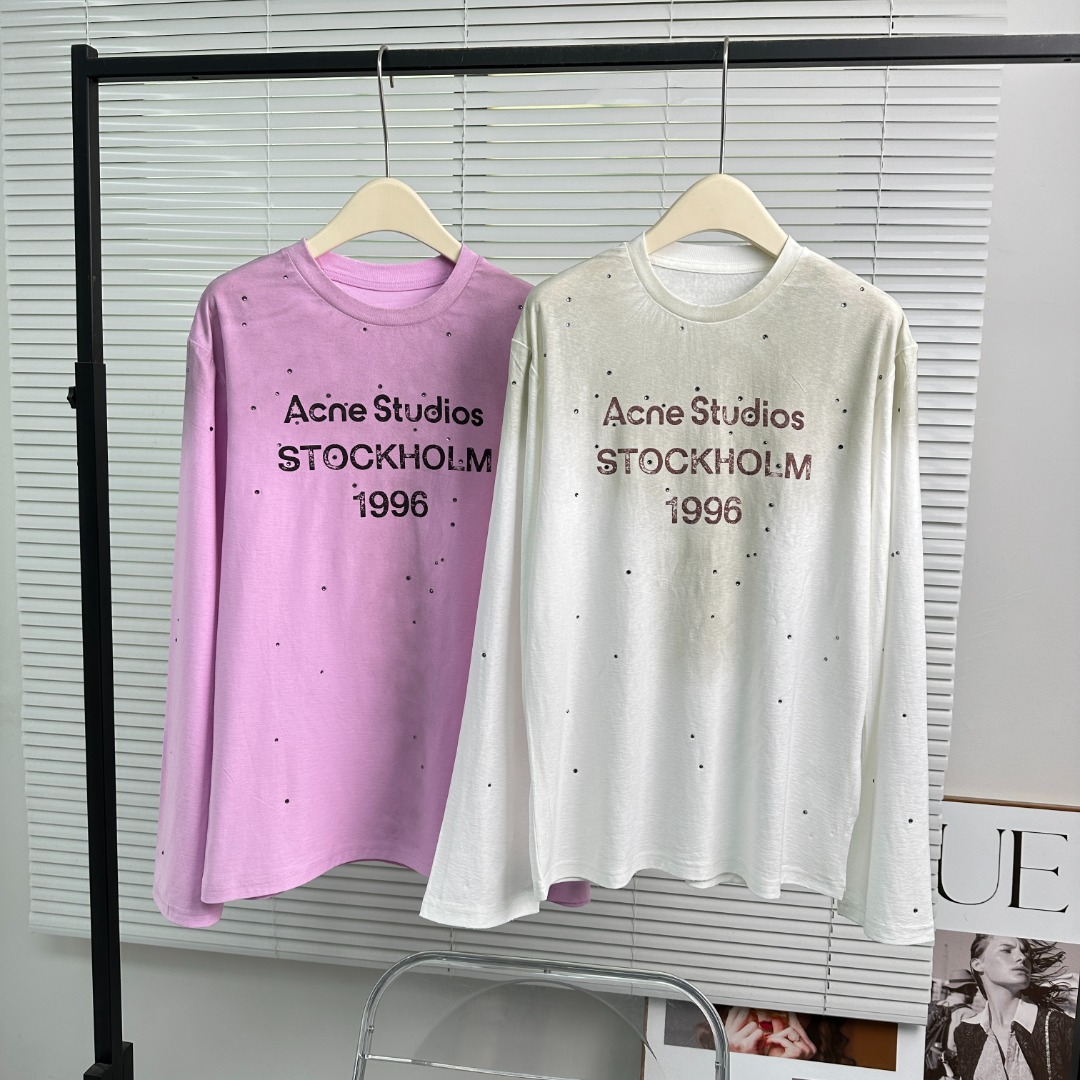 Acne Studios
STOCKHOLM
1996
Acne Studios
STOCKHOLM
1996
UE